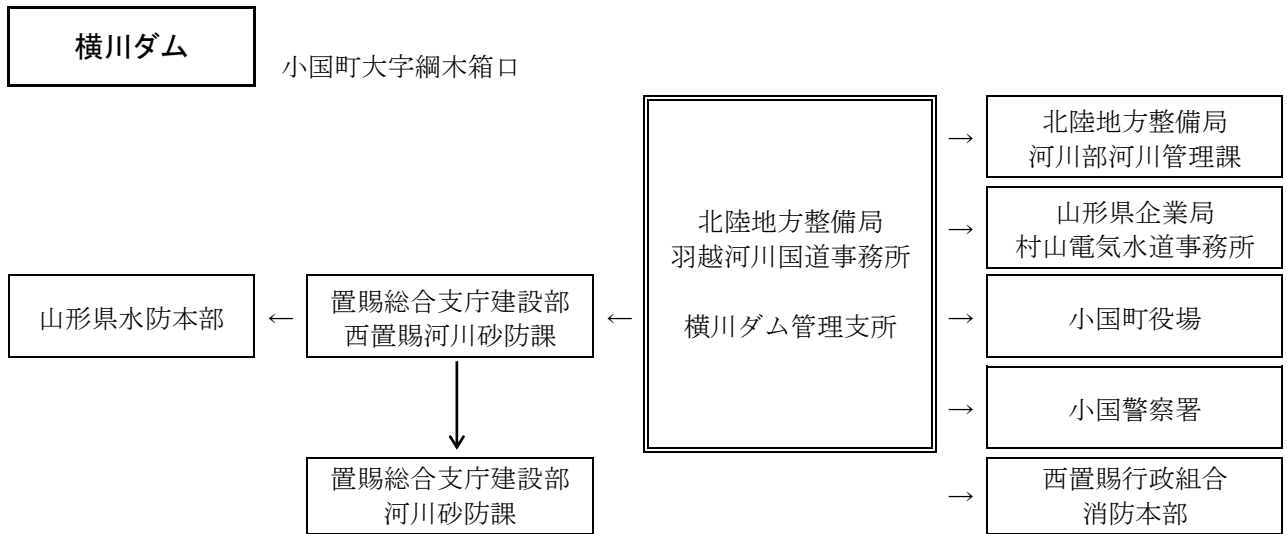 横川ダム
小国町大字綱木箱口
北陸地方整備局
羽越河川国道事務所
横川ダム管理支所
→
北陸地方整備局
河川部河川管理課
→
山形県企業局
村山電気水道事務所
山形県水防本部
←
置賜総合支庁建設部
西置賜河川砂防課
←
→
小国町役場
→
小国警察署
置賜総合支庁建設部
河川砂防課
→
西置賜行政組合
消防本部